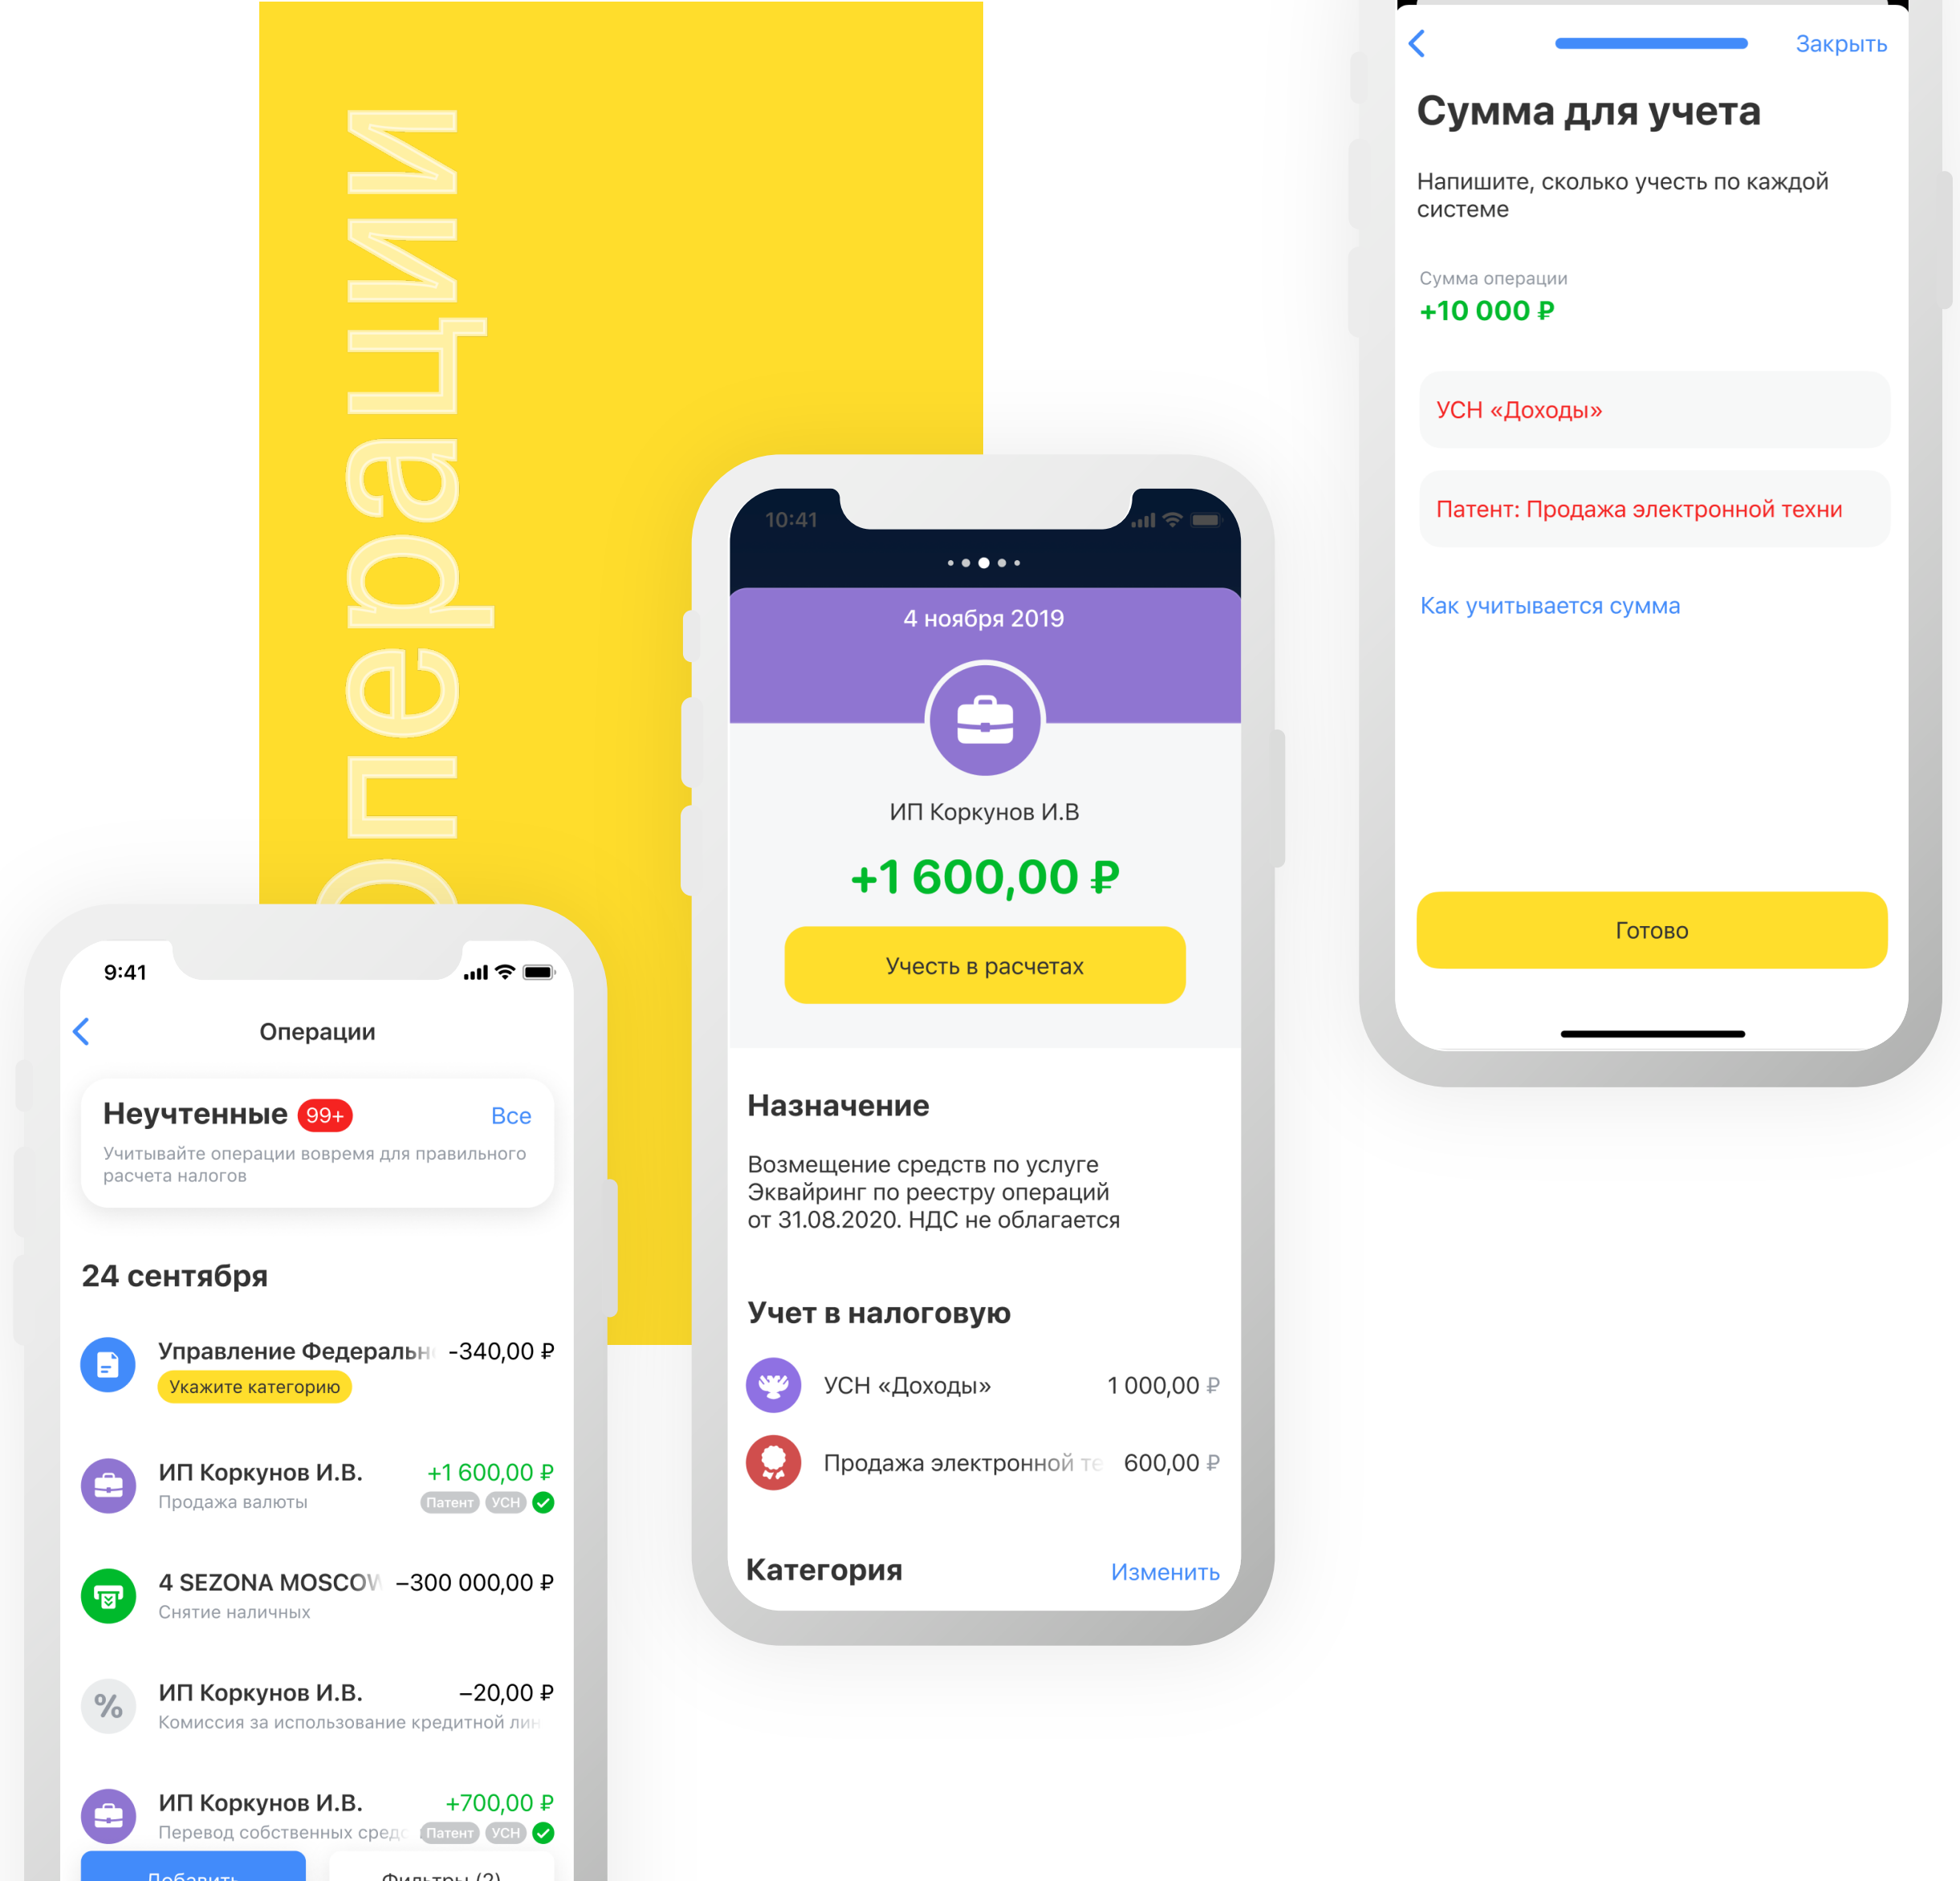 Операции
9:41
Операции
Неучтенные 99+ Все
Учитывайте операции вовремя для правильного
расчета налогов
24 сентября
Управление Федеральн -340,00 ₽
Укажите категорию
ИП Коркунов И.В. +1 600,00 ₽
Продажа валюты Патент УСН
4 SEZONA MOSCOW –300 000,00 ₽
Снятие наличных
% ИП Коркунов И.В. –20,00 ₽
Комиссия за использование кредитной лин
ИП Коркунов И.В. +700,00 ₽
Перевод собственных сред Патент УСН
Добавить Фильтры (2)
10:41
4 ноября 2019
ИП Коркунов И.В
+1 600,00 ₽
Учесть в расчетах
Назначение
Возмещение средств по услуге
Эквайринг по реестру операций
от 31.08.2020. НДС не облагается
Учет в налоговую
УСН «Доходы» 1 000,00 ₽
Продажа электронной те 600,00 ₽
Категория Изменить
Закрыть
Сумма для учета
Напишите, сколько учесть по каждой
системе
Сумма операции
+10 000 ₽
УСН «Доходы»
Патент: Продажа электронной техни
Как учитывается сумма
Готово